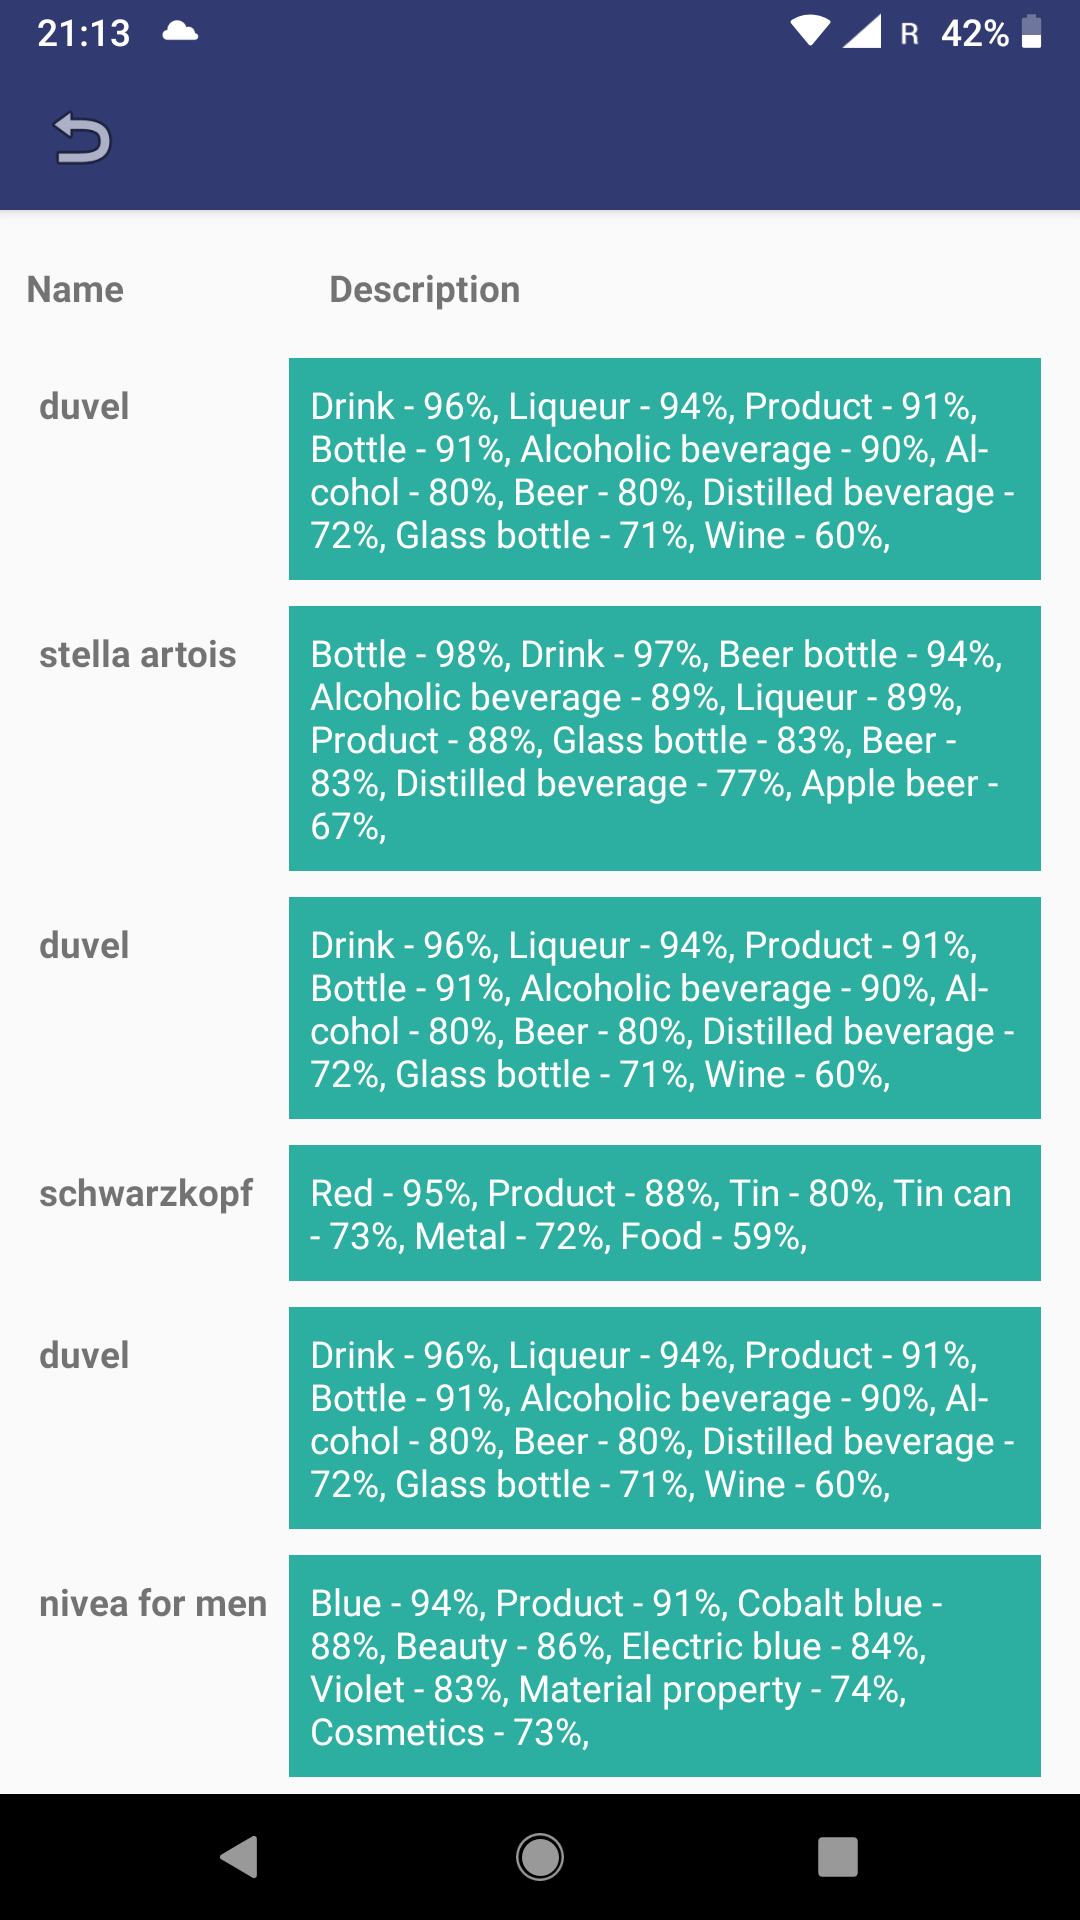 21:13 R 42%
Name Description
duvel Drink - 96%, Liqueur - 94%, Product - 91%,
Bottle - 91%, Alcoholic beverage - 90%, Al-
cohol - 80%, Beer - 80%, Distilled beverage -
72%, Glass bottle - 71%, Wine - 60%,
stella artois Bottle - 98%, Drink - 97%, Beer bottle - 94%,
Alcoholic beverage - 89%, Liqueur - 89%,
Product - 88%, Glass bottle - 83%, Beer -
83%, Distilled beverage - 77%, Apple beer -
67%,
duvel Drink - 96%, Liqueur - 94%, Product - 91%,
Bottle - 91%, Alcoholic beverage - 90%, Al-
cohol - 80%, Beer - 80%, Distilled beverage -
72%, Glass bottle - 71%, Wine - 60%,
schwarzkopf Red - 95%, Product - 88%, Tin - 80%, Tin can
- 73%, Metal - 72%, Food - 59%,
duvel Drink - 96%, Liqueur - 94%, Product - 91%,
Bottle - 91%, Alcoholic beverage - 90%, Al-
cohol - 80%, Beer - 80%, Distilled beverage -
72%, Glass bottle - 71%, Wine - 60%,
nivea for men Blue - 94%, Product - 91%, Cobalt blue -
88%, Beauty - 86%, Electric blue - 84%,
Violet - 83%, Material property - 74%,
Cosmetics - 73%,